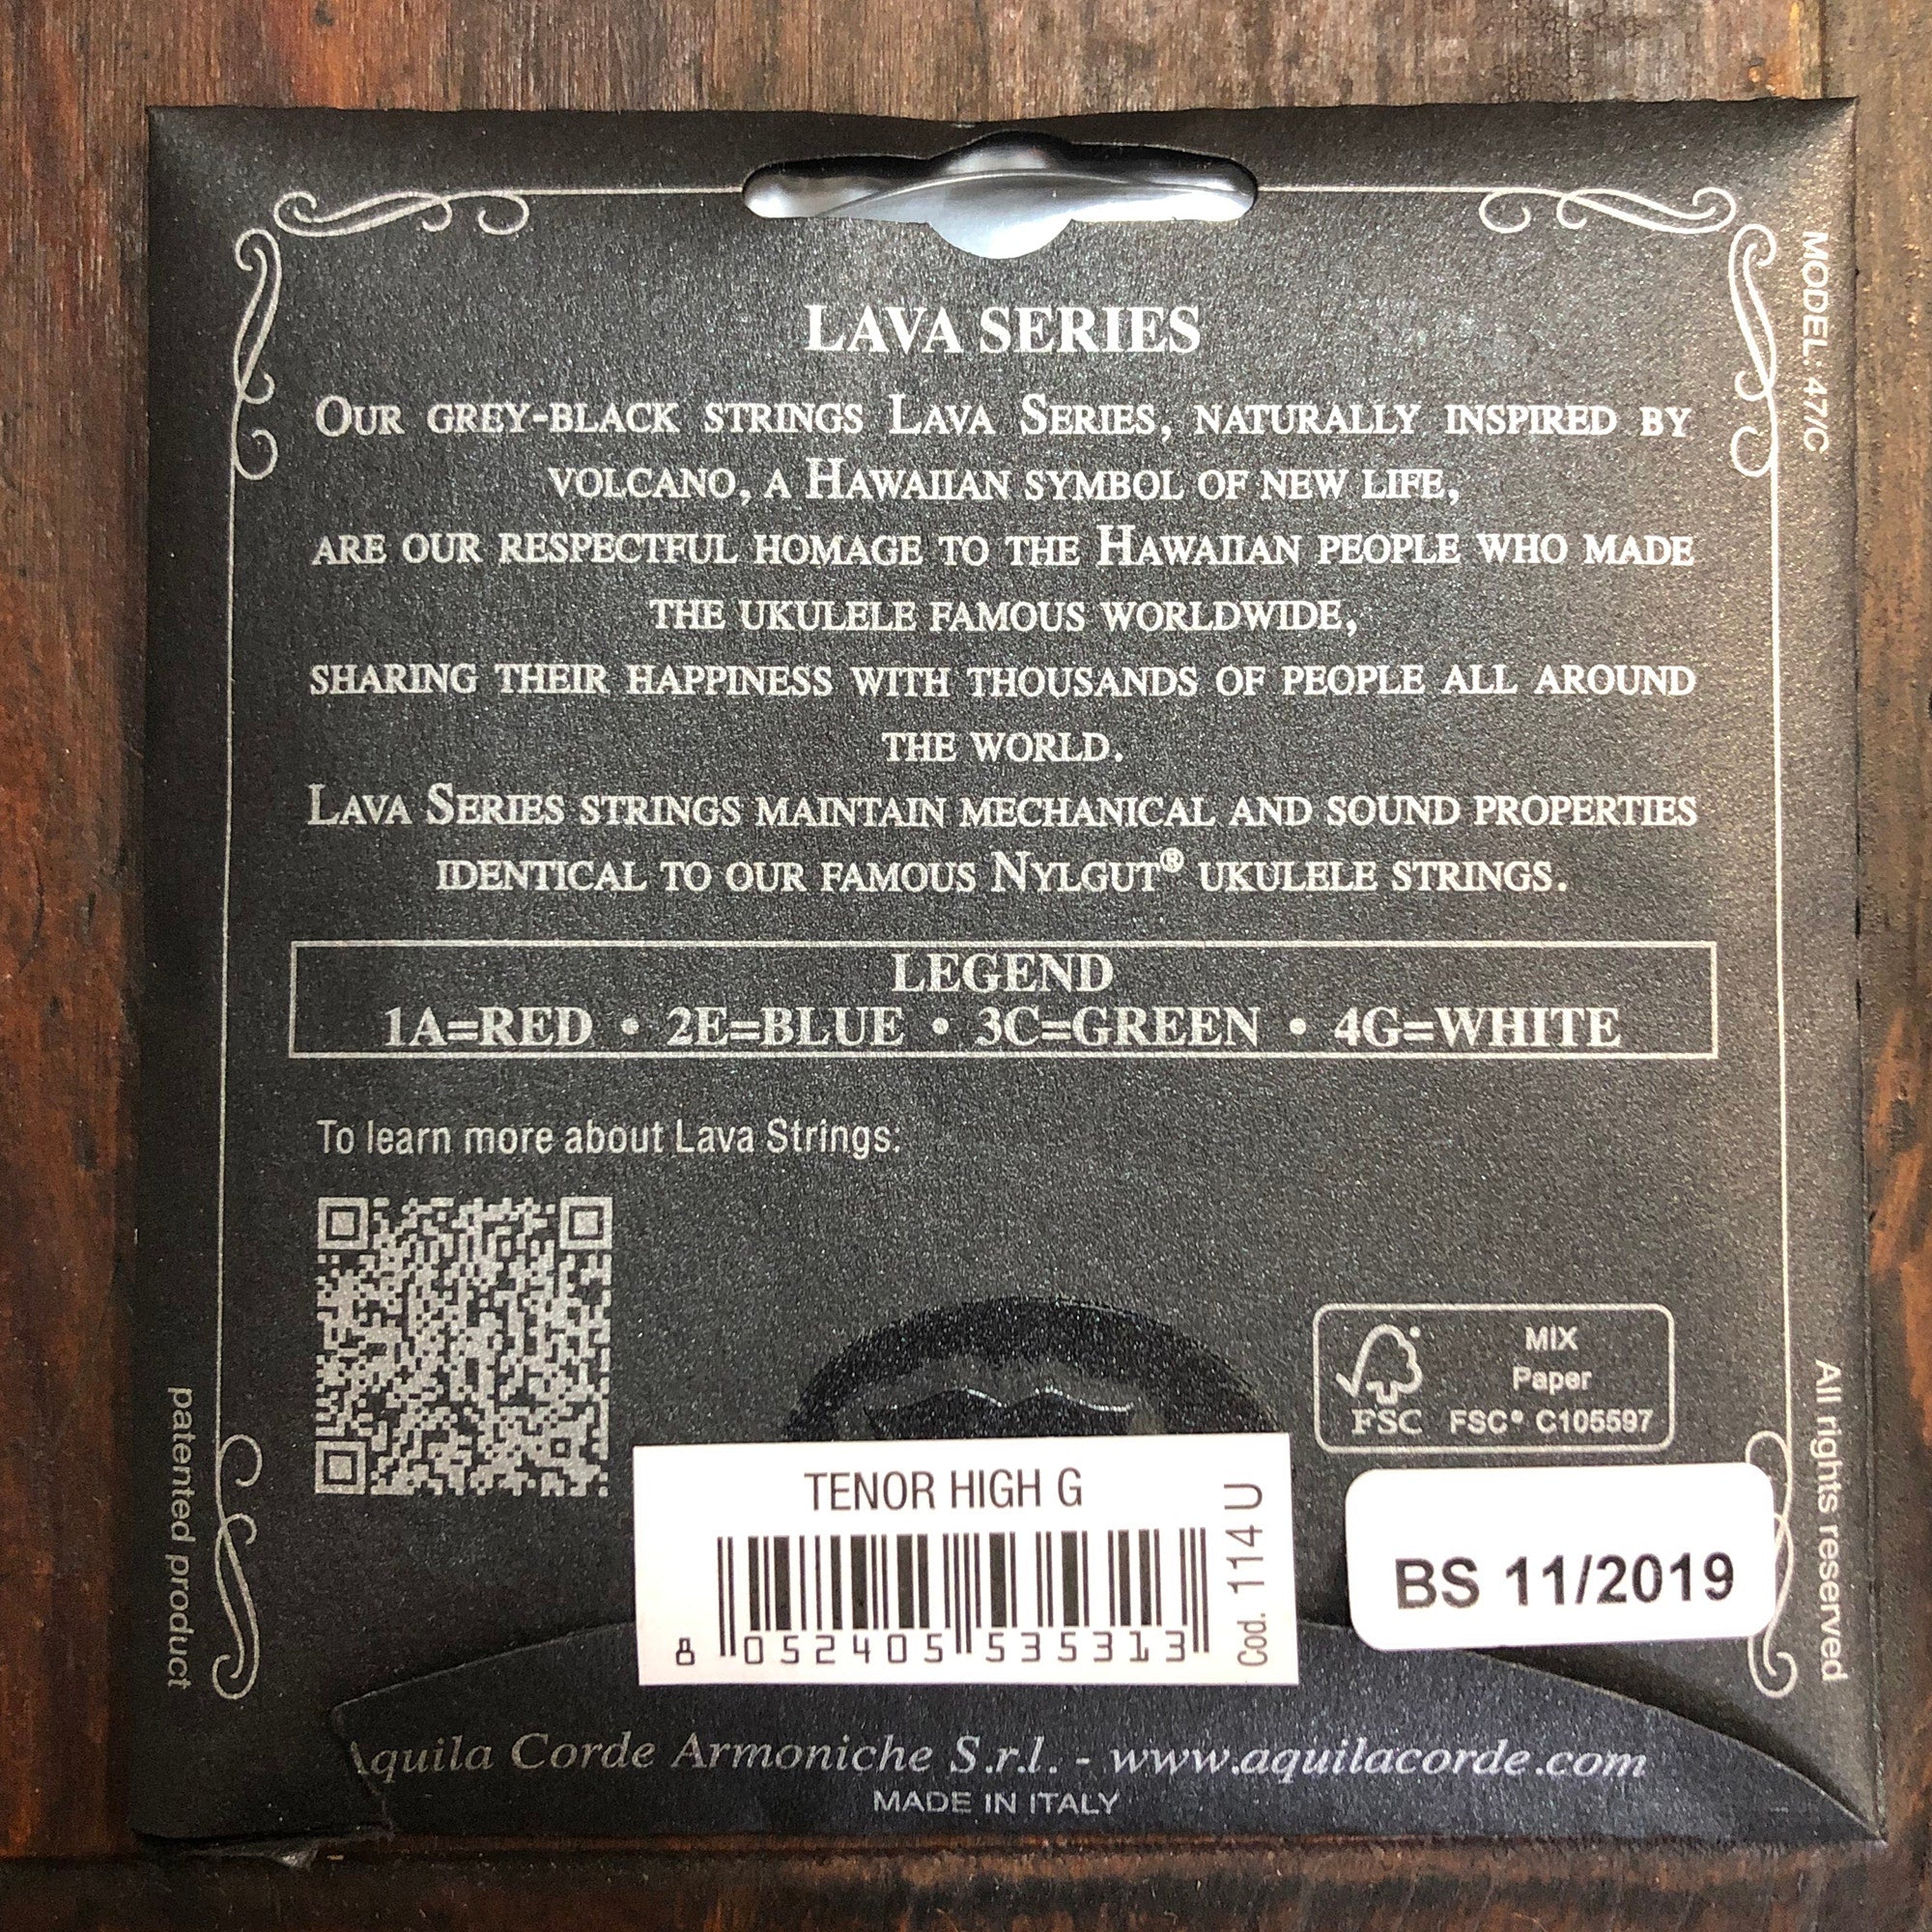 LAVA SERIES
OUR GREY-BLACK STRINGS LAVA SERIES, NATURALLY INSPIRED BY
VOLCANO, A HAWAIIAN SYMBOL OF NEW LIFE,
ARE OUR RESPECTFUL HOMAGE TO THE HAWAIIAN PEOPLE WHO MADE
THE UKULELE FAMOUS WORLDWIDE,
SHARING THEIR HAPPINESS WITH THOUSANDS OF PEOPLE ALL AROUND
THE WORLD.
LAVA SERIES STRINGS MAINTAIN MECHANICAL AND SOUND PROPERTIES
IDENTICAL TO OUR FAMOUS NYLGUT® UKULELE STRINGS.
LEGEND
1A=RED • 2E=BLUE • 3C=GREEN • 4G=WHITE
To learn more about Lava Strings:
MIX
Paper
FSC FSC® C105597
TENOR HIGH G
8 052405 535313
Cod. 114 U
BS 11/2019
Aquila Corde Armoniche S.r.l. - www.aquilacorde.com
MADE IN ITALY
MODEL: 47/C
All rights reserved
patented product